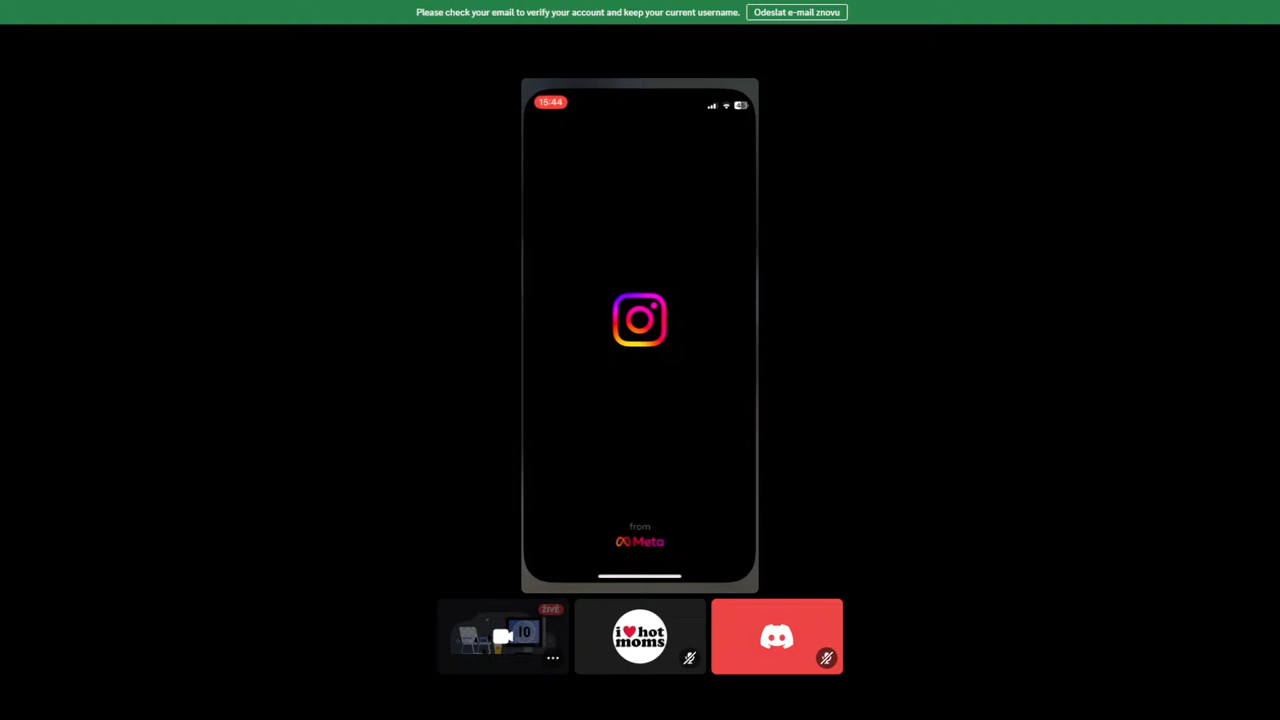 Please check your email to verify your account and keep your current username. Odeslat e-mail znovu
15:44
from
Meta
ŽIVĚ
10
i ♥ hot
moms